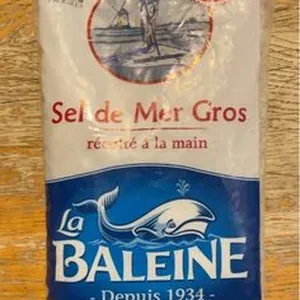 Sel de Mer Gros
récolté à la main
La
BALEINE
- Depuis 1934 -